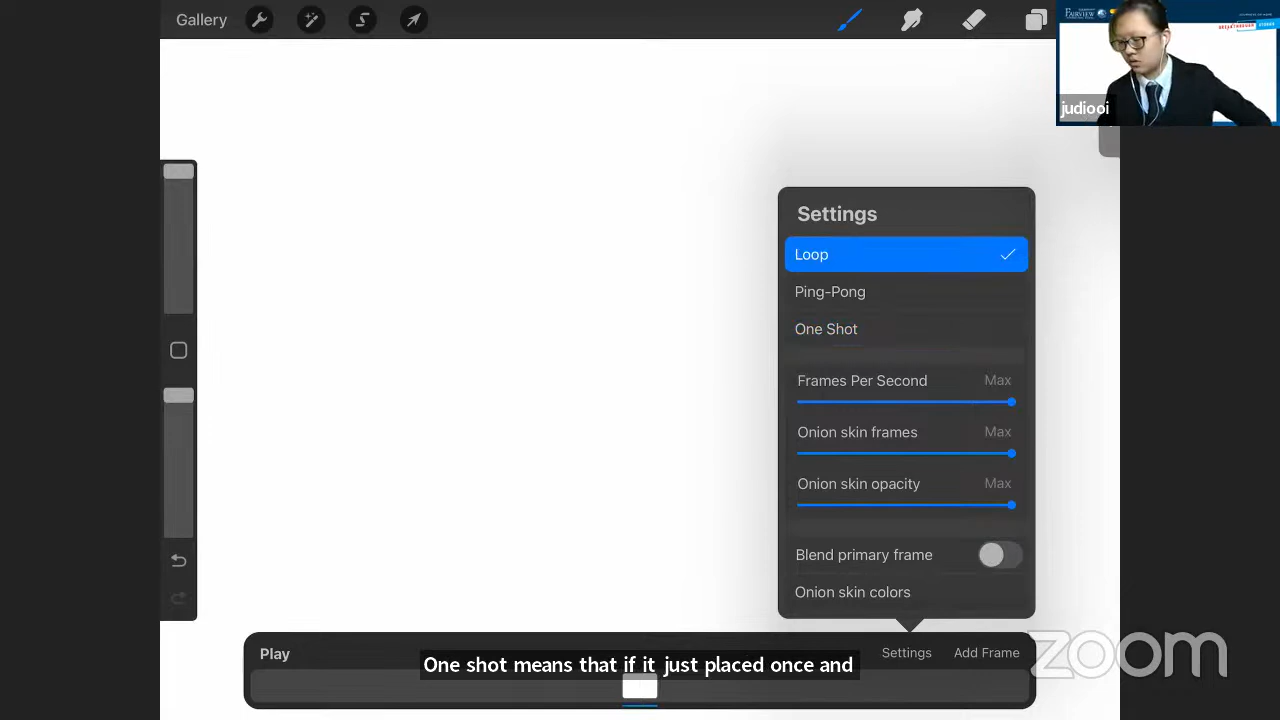 Gallery
FAIRVIEW
judiooi
Settings
Loop
Ping-Pong
One Shot
Frames Per Second Max
Onion skin frames Max
Onion skin opacity Max
Blend primary frame
Onion skin colors
Play
Settings
Add Frame
One shot means that if it just placed once and
zoom